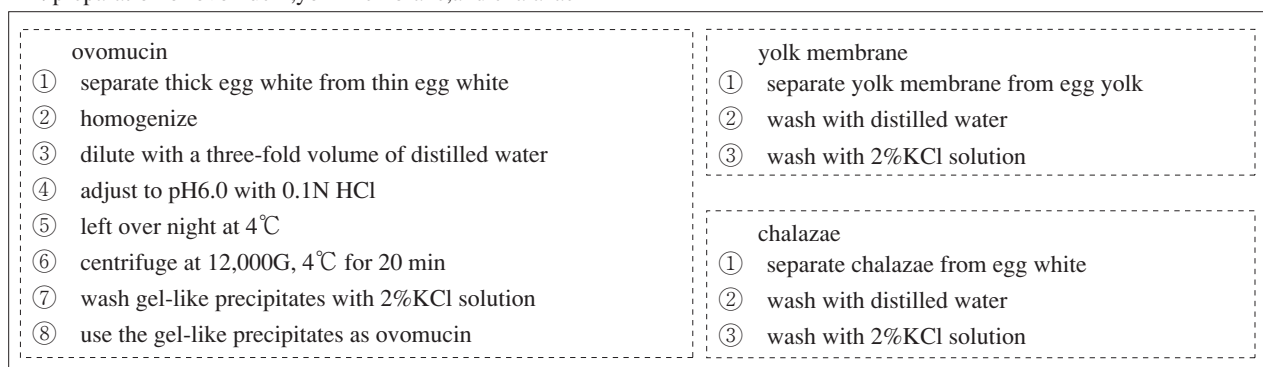 ovomucin
① separate thick egg white from thin egg white
② homogenize
③ dilute with a three-fold volume of distilled water
④ adjust to pH6.0 with 0.1N HCl
⑤ left over night at 4℃
⑥ centrifuge at 12,000G, 4℃ for 20 min
⑦ wash gel-like precipitates with 2%KCl solution
⑧ use the gel-like precipitates as ovomucin
yolk membrane
① separate yolk membrane from egg yolk
② wash with distilled water
③ wash with 2%KCl solution
chalazae
① separate chalazae from egg white
② wash with distilled water
③ wash with 2%KCl solution